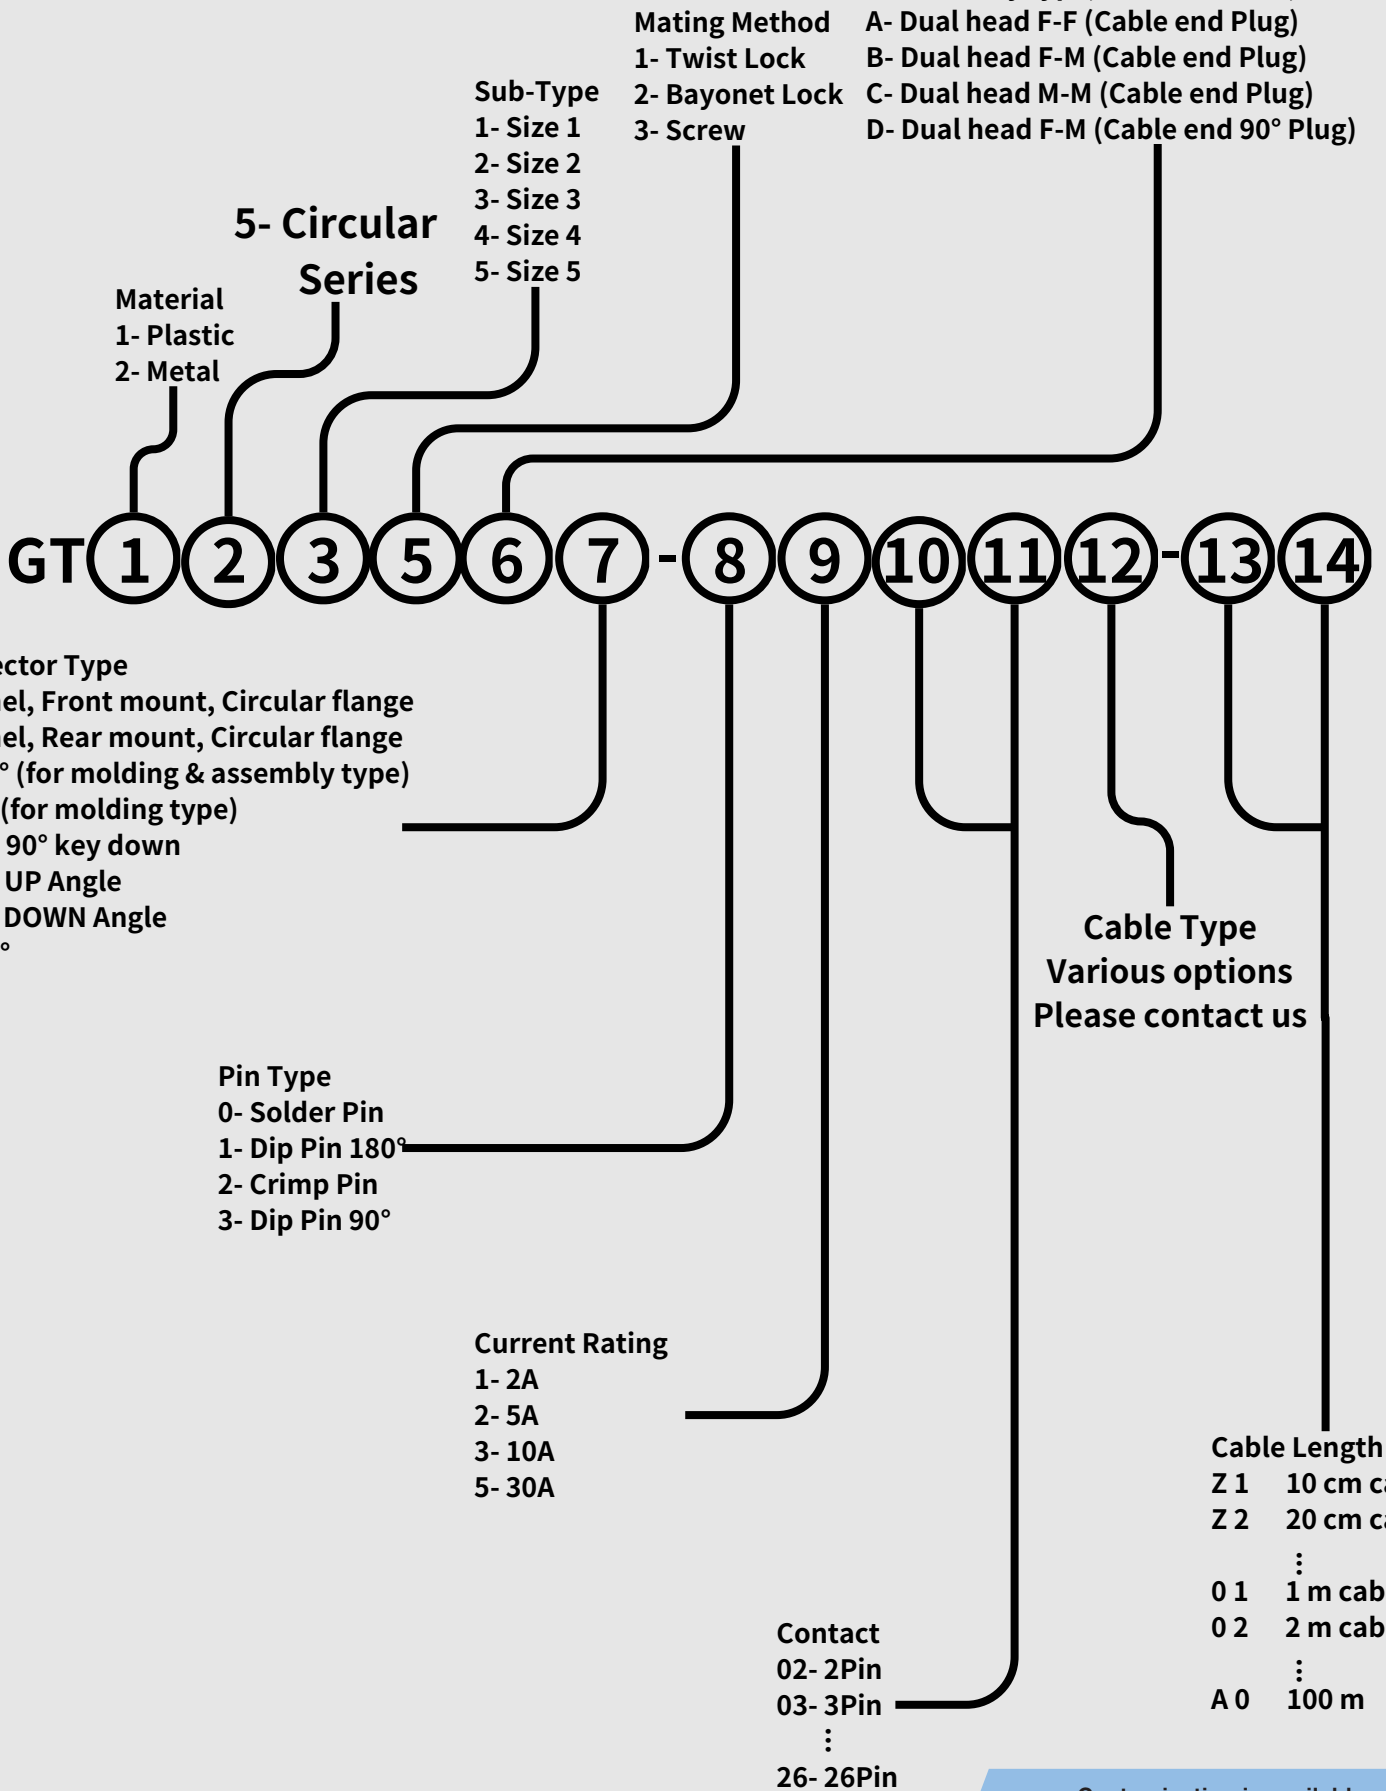 Mating Method
1- Twist Lock
2- Bayonet Lock
3- Screw
A- Dual head F-F (Cable end Plug)
B- Dual head F-M (Cable end Plug)
C- Dual head M-M (Cable end Plug)
D- Dual head F-M (Cable end 90° Plug)
Sub-Type
1- Size 1
2- Size 2
3- Size 3
4- Size 4
5- Size 5
5- Circular
Series
Material
1- Plastic
2- Metal
GT 1 2 3 5 6 7 - 8 9 10 11 12 - 13 14
ector Type
el, Front mount, Circular flange
el, Rear mount, Circular flange
° (for molding & assembly type)
(for molding type)
90° key down
UP Angle
DOWN Angle
°
Cable Type
Various options
Please contact us
Pin Type
0- Solder Pin
1- Dip Pin 180°
2- Crimp Pin
3- Dip Pin 90°
Current Rating
1- 2A
2- 5A
3- 10A
5- 30A
Cable Length
Z 1 10 cm ca
Z 2 20 cm ca
⋮
0 1 1 m cab
0 2 2 m cab
⋮
A 0 100 m
Contact
02- 2Pin
03- 3Pin
⋮
26- 26Pin